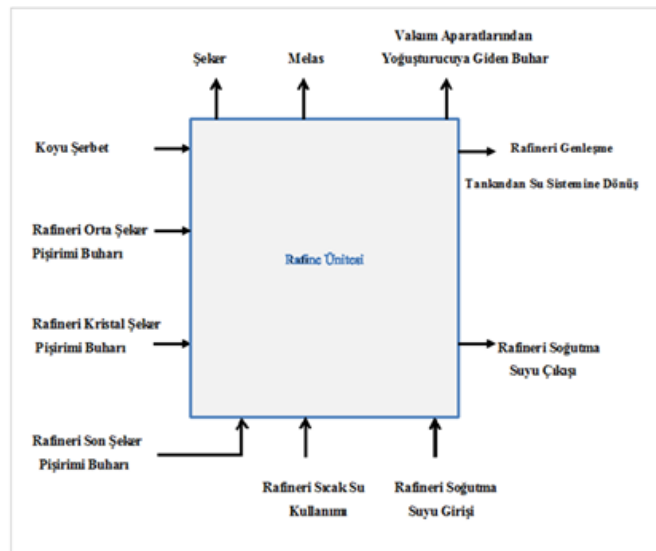 Vakum Aparatlarından
Yoğuşturucuya Giden Buhar
Şeker
Melas
Koyu Şerbet
Rafineri Genleşme
Tankından Su Sistemine Dönüş
Rafineri Orta Şeker
Pişirimi Buharı
Rafine Ünitesi
Rafineri Kristal Şeker
Pişirimi Buharı
Rafineri Soğutma
Suyu Çıkışı
Rafineri Son Şeker
Pişirimi Buharı
Rafineri Sıcak Su
Kullanımı
Rafineri Soğutma
Suyu Girişi